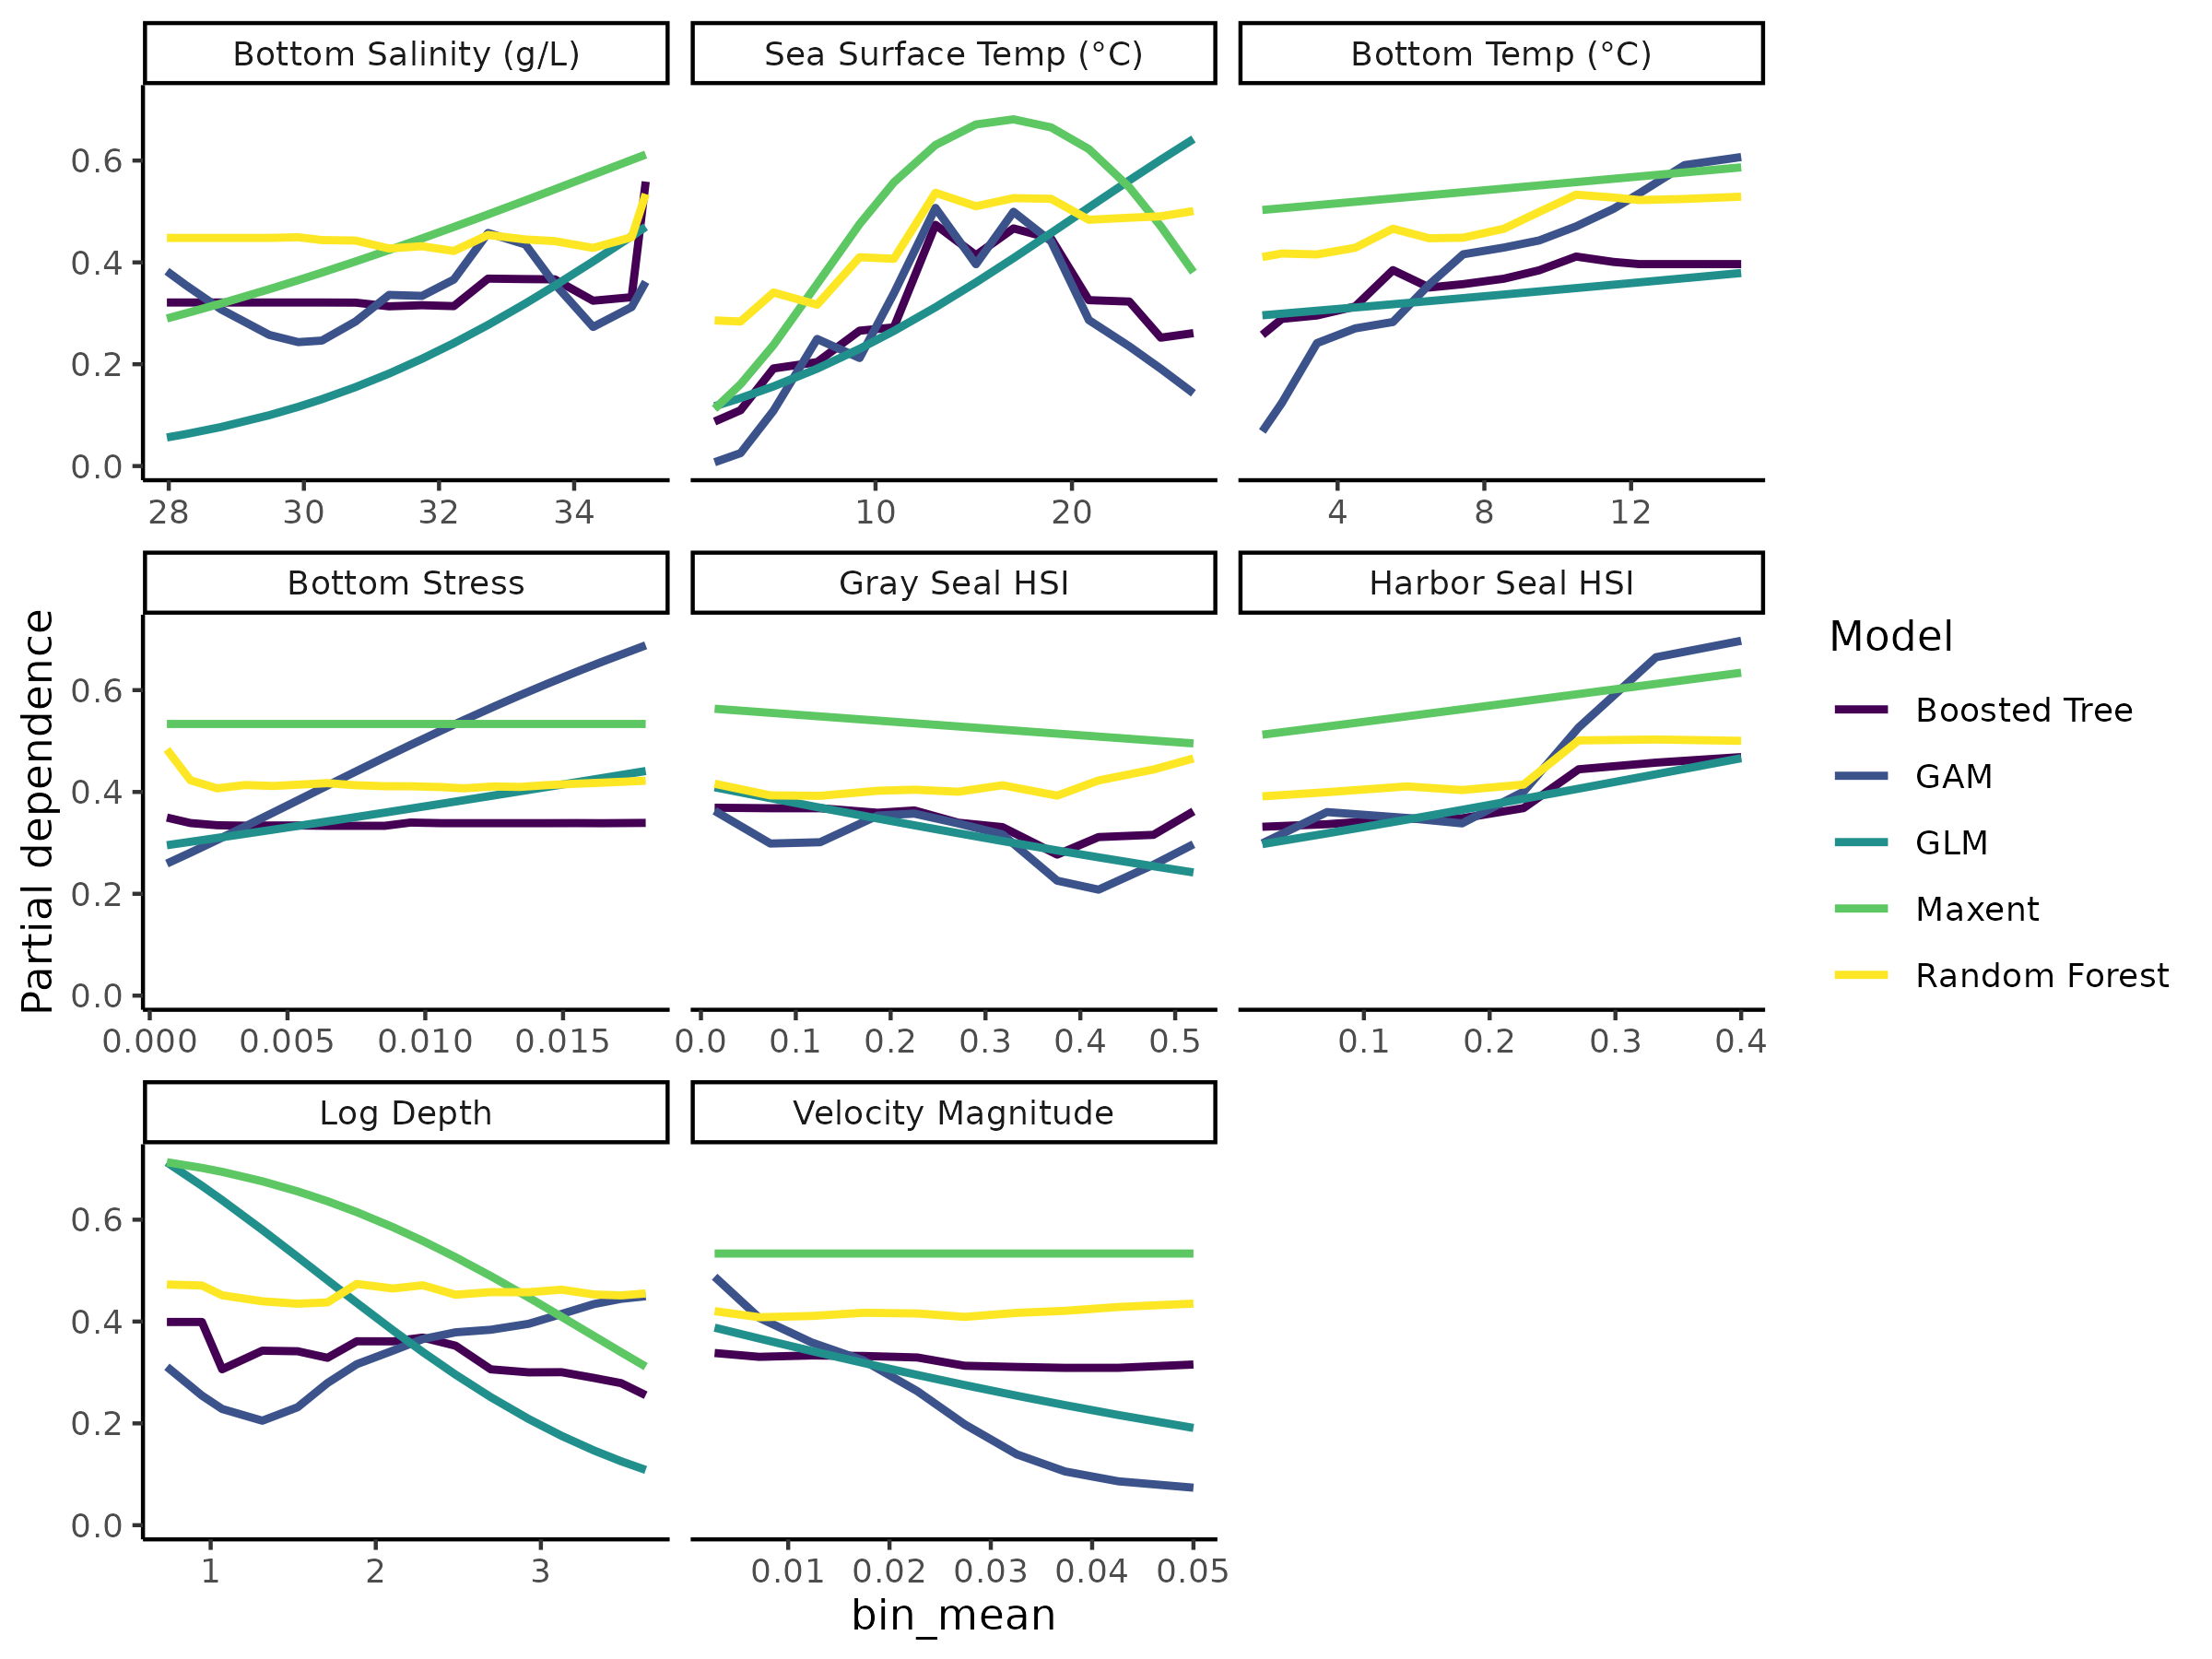 Bottom Salinity (g/L)
Sea Surface Temp (°C)
Bottom Temp (°C)
0.6
0.4
0.2
0.0
28 30 32 34
10 20
4 8 12
Bottom Stress
Gray Seal HSI
Harbor Seal HSI
0.6
0.4
0.2
0.0
0.000 0.005 0.010 0.015
0.0 0.1 0.2 0.3 0.4 0.5
0.1 0.2 0.3 0.4
Log Depth
Velocity Magnitude
0.6
0.4
0.2
0.0
1 2 3
0.01 0.02 0.03 0.04 0.05
bin_mean
Partial dependence
Model
Boosted Tree
GAM
GLM
Maxent
Random Forest